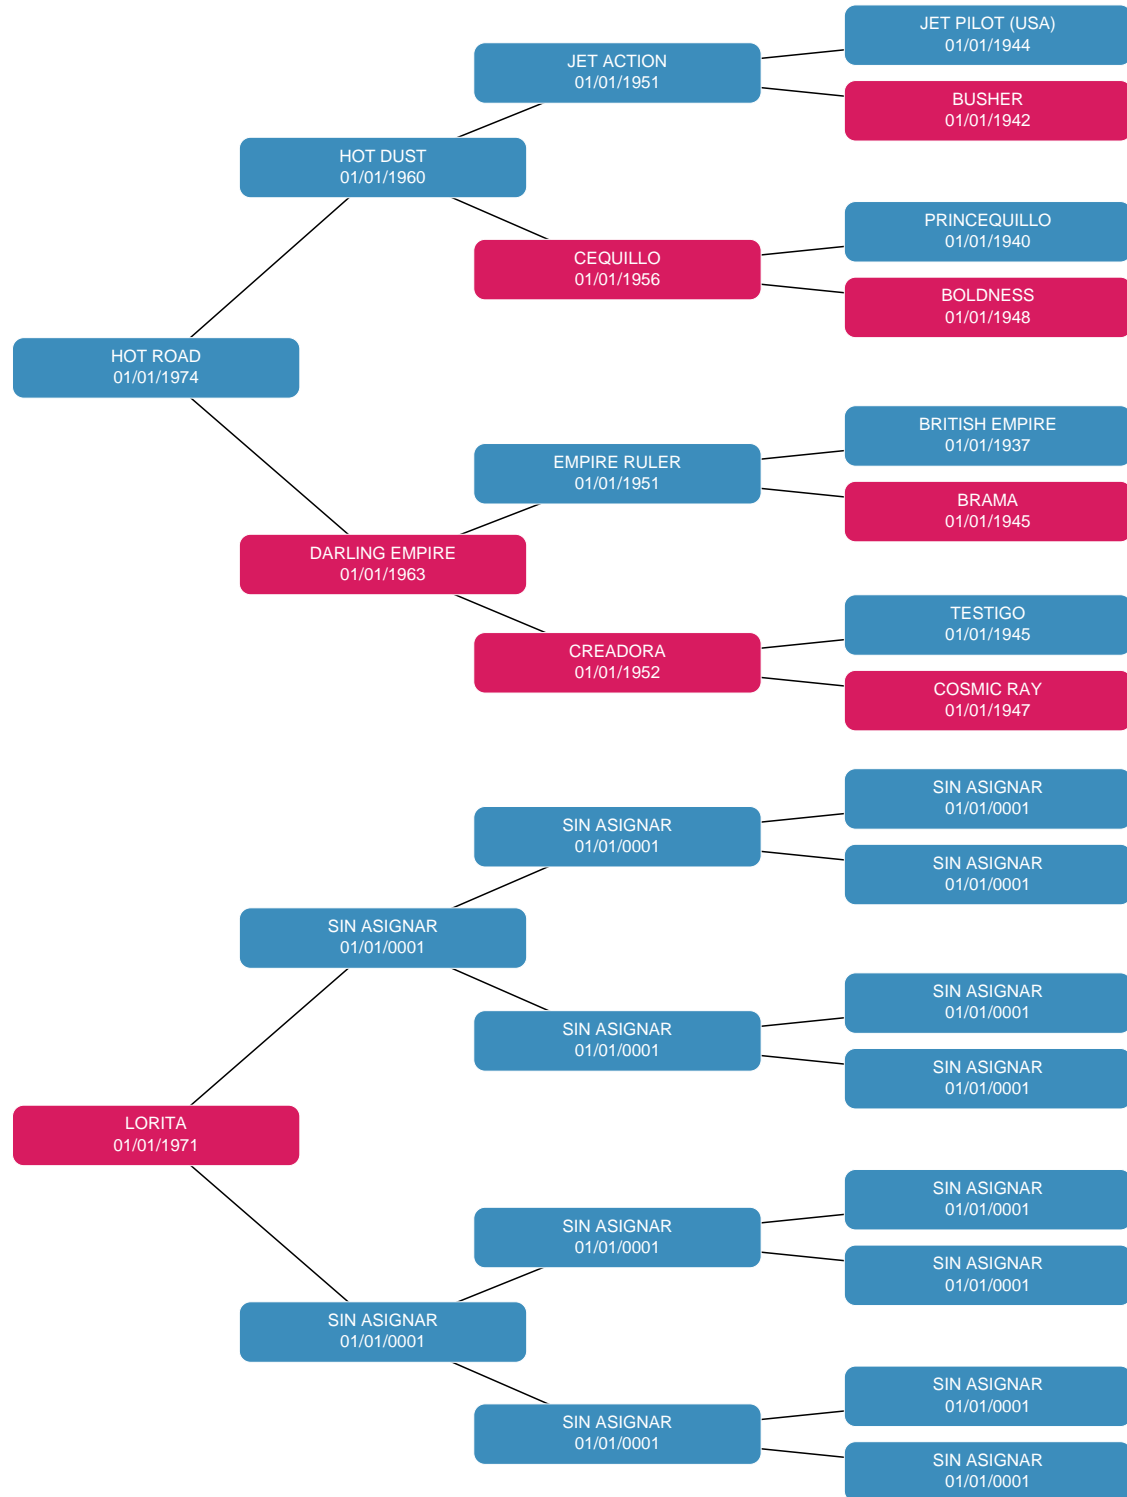 JET PILOT (USA)
01/01/1944
JET ACTION
01/01/1951
BUSHER
01/01/1942
HOT DUST
01/01/1960
PRINCEQUILLO
01/01/1940
CEQUILLO
01/01/1956
BOLDNESS
01/01/1948
HOT ROAD
01/01/1974
BRITISH EMPIRE
01/01/1937
EMPIRE RULER
01/01/1951
BRAMA
01/01/1945
DARLING EMPIRE
01/01/1963
TESTIGO
01/01/1945
CREADORA
01/01/1952
COSMIC RAY
01/01/1947
SIN ASIGNAR
01/01/0001
SIN ASIGNAR
01/01/0001
SIN ASIGNAR
01/01/0001
SIN ASIGNAR
01/01/0001
SIN ASIGNAR
01/01/0001
SIN ASIGNAR
01/01/0001
SIN ASIGNAR
01/01/0001
LORITA
01/01/1971
SIN ASIGNAR
01/01/0001
SIN ASIGNAR
01/01/0001
SIN ASIGNAR
01/01/0001
SIN ASIGNAR
01/01/0001
SIN ASIGNAR
01/01/0001
SIN ASIGNAR
01/01/0001
SIN ASIGNAR
01/01/0001